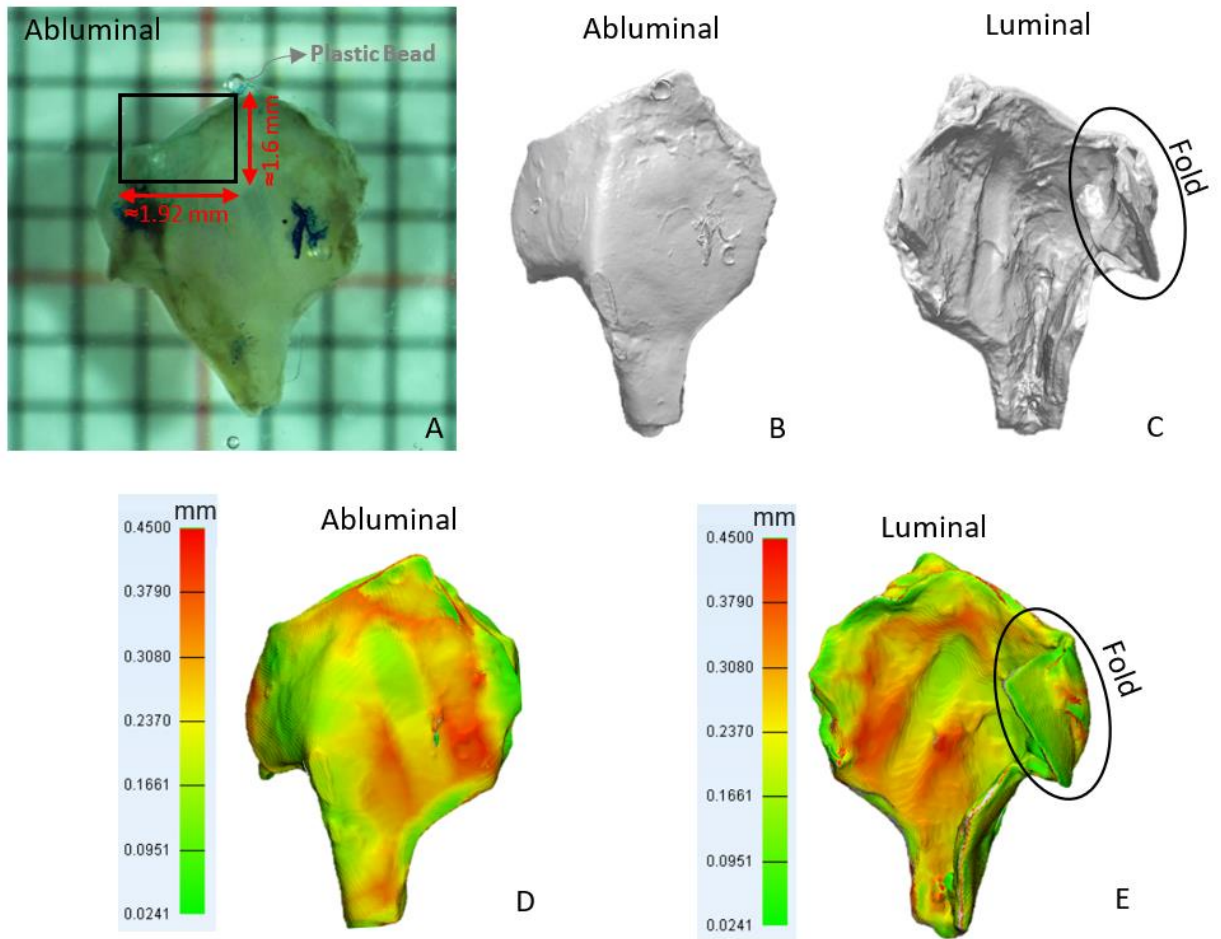 Abluminal
Plastic Bead
≈1.6 mm
≈1.92 mm
A
Abluminal
B
Luminal
Fold
C
mm
Abluminal
0.4500
0.3790
0.3080
0.2370
0.1661
0.0951
0.0241
D
mm
Luminal
0.4500
0.3790
0.3080
0.2370
0.1661
0.0951
0.0241
Fold
E